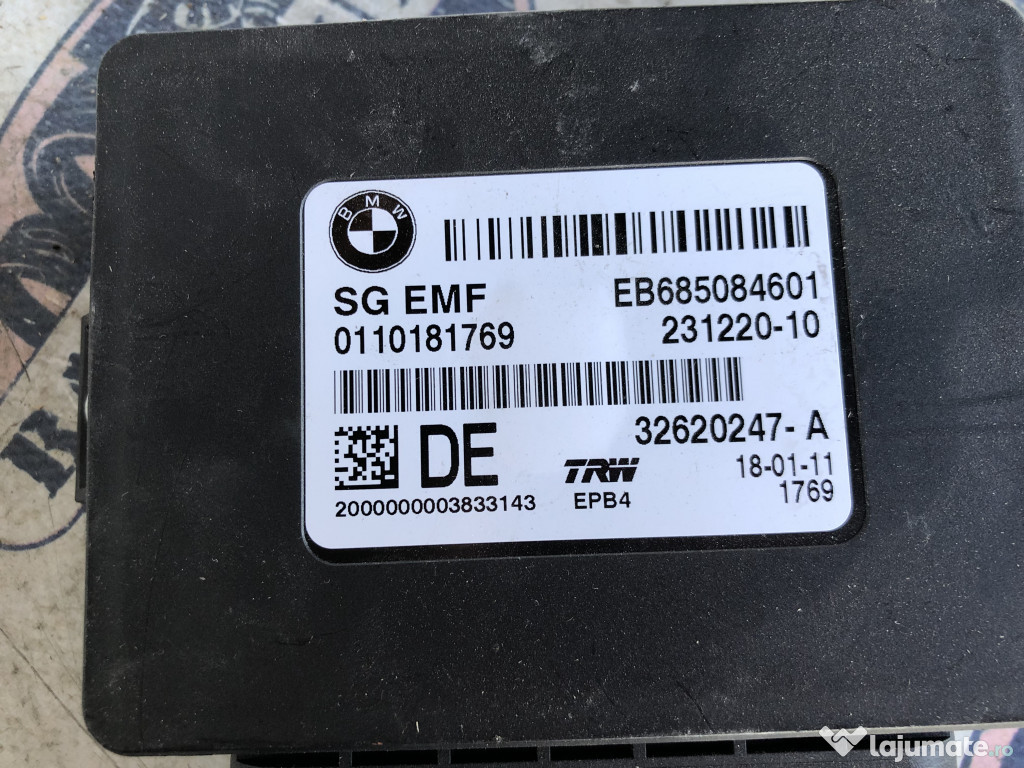 BMW
SG EMF
EB685084601
0110181769
231220-10
32620247- A
DE
TRW
18-01-11
2000000003833143
EPB4
1769
lajumate.ro